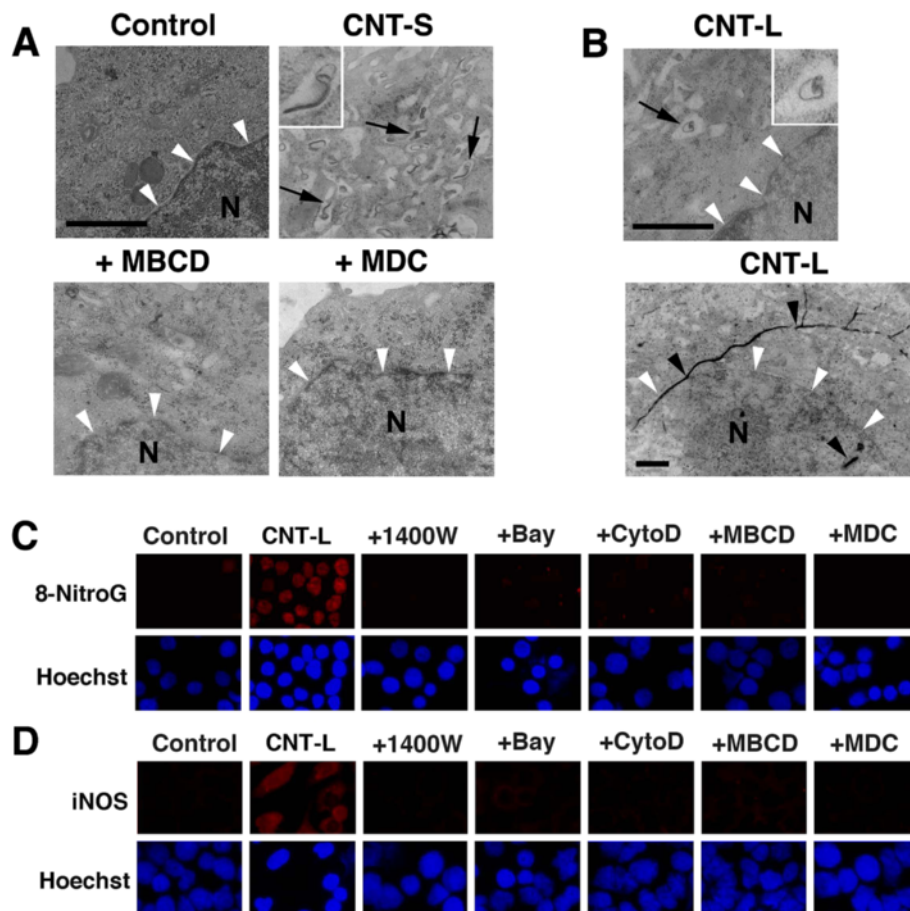 A
Control
CNT-S
B
CNT-L
N
N
+ MBCD
+ MDC
CNT-L
N
N
N
C
Control CNT-L +1400W +Bay +CytoD +MBCD +MDC
8-NitroG
Hoechst
D
Control CNT-L +1400W +Bay +CytoD +MBCD +MDC
iNOS
Hoechst